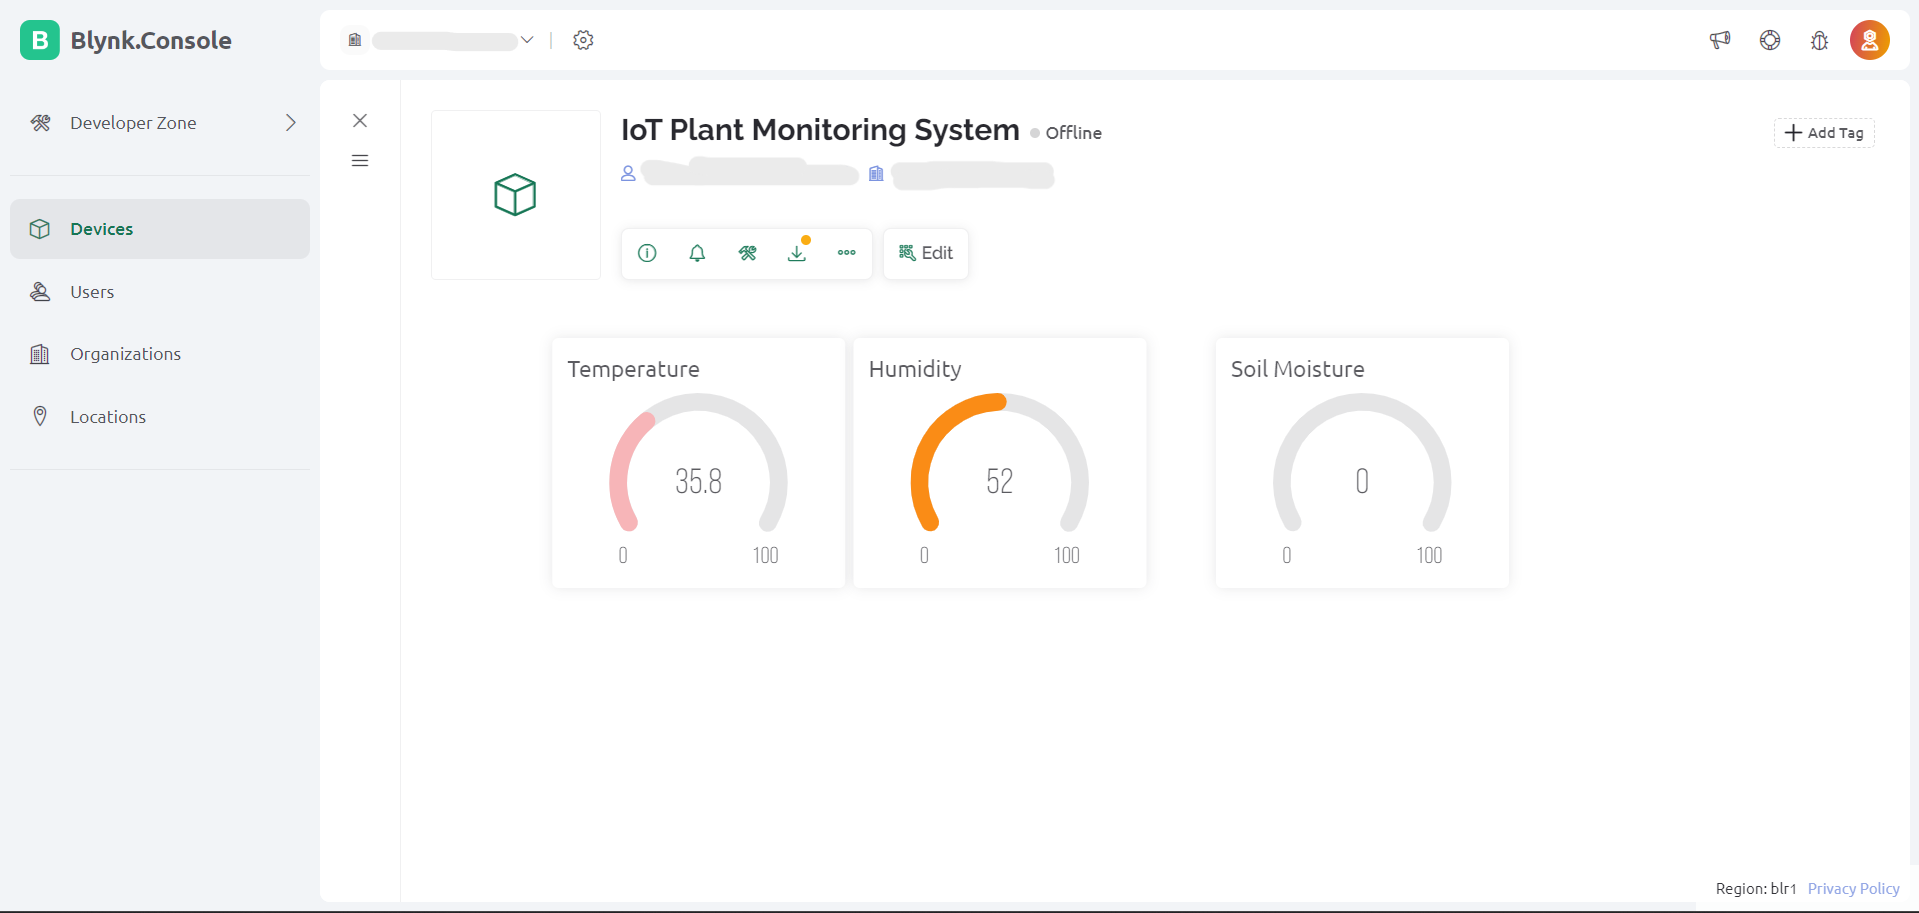 B Blynk.Console
Developer Zone
Devices
Users
Organizations
Locations
IoT Plant Monitoring System Offline
Add Tag
Edit
Temperature
35.8
0 100
Humidity
52
0 100
Soil Moisture
0
0 100
Region: blr1 Privacy Policy